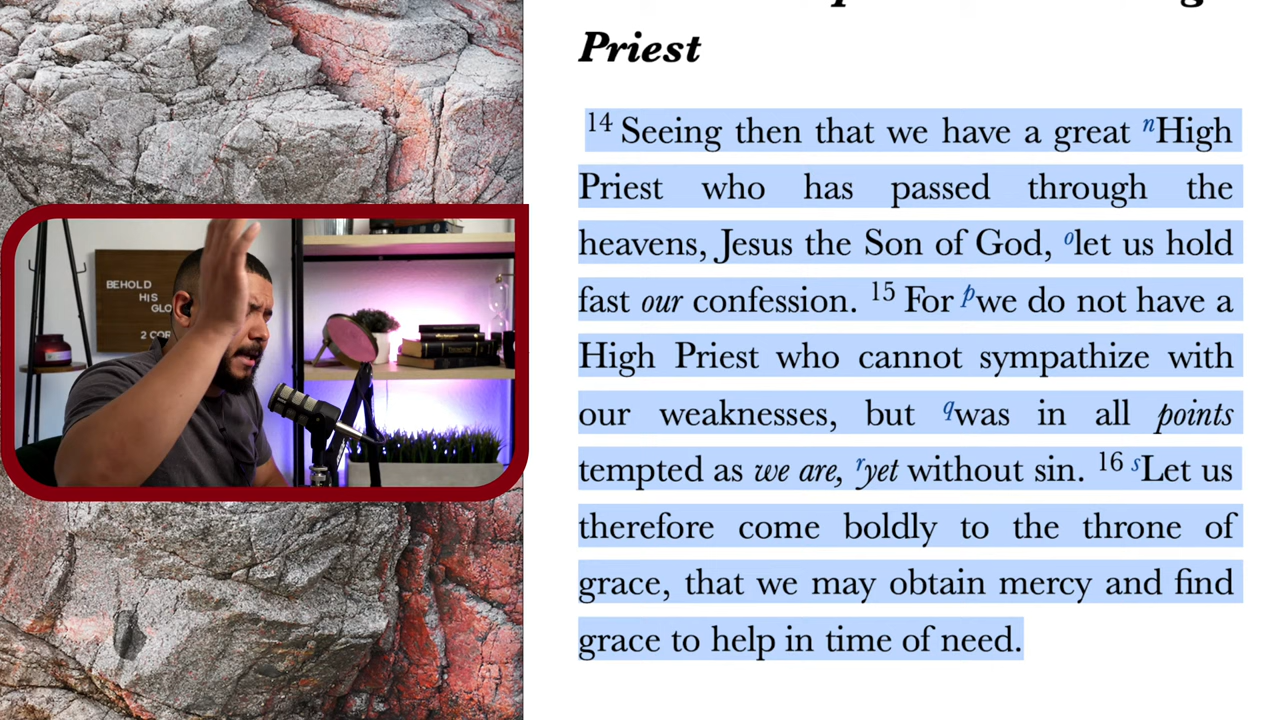 Priest
14 Seeing then that we have a great nHigh
Priest who has passed through the
heavens, Jesus the Son of God, olet us hold
fast our confession. 15 For pwe do not have a
High Priest who cannot sympathize with
our weaknesses, but qwas in all points
tempted as we are, ryet without sin. 16 sLet us
therefore come boldly to the throne of
grace, that we may obtain mercy and find
grace to help in time of need.
BEHOLD
HIS
GLO
2 COR